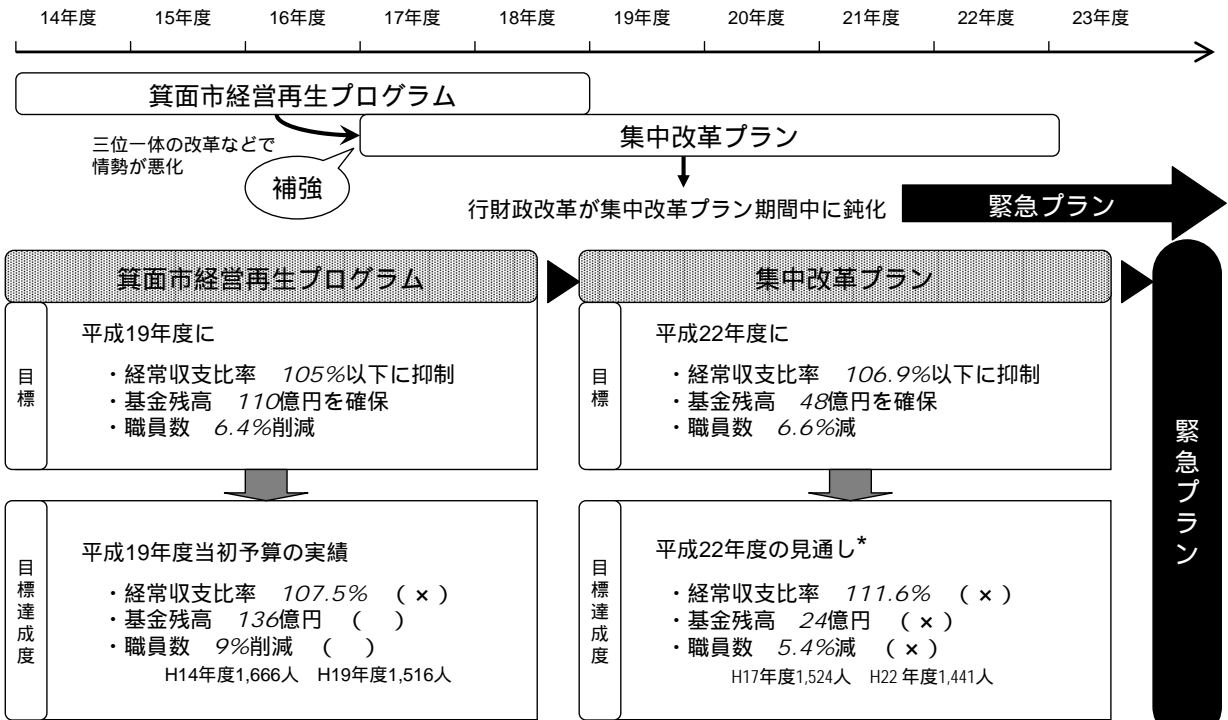 14年度 15年度 16年度 17年度 18年度 19年度 20年度 21年度 22年度 23年度
箕面市経営再生プログラム
三位一体の改革などで
情勢が悪化
補強
集中改革プラン
行財政改革が集中改革プラン期間中に鈍化
緊急プラン
箕面市経営再生プログラム
目標
平成19年度に
・経常収支比率 105%以下に抑制
・基金残高 110億円を確保
・職員数 6.4%削減
目標達成度
平成19年度当初予算の実績
・経常収支比率 107.5% (×)
・基金残高 136億円 ( )
・職員数 9%削減 ( )
H14年度1,666人 H19年度1,516人
集中改革プラン
目標
平成22年度に
・経常収支比率 106.9%以下に抑制
・基金残高 48億円を確保
・職員数 6.6%減
目標達成度
平成22年度の見通し*
・経常収支比率 111.6% (×)
・基金残高 24億円 (×)
・職員数 5.4%減 (×)
H17年度1,524人 H22年度1,441人
緊急プラン